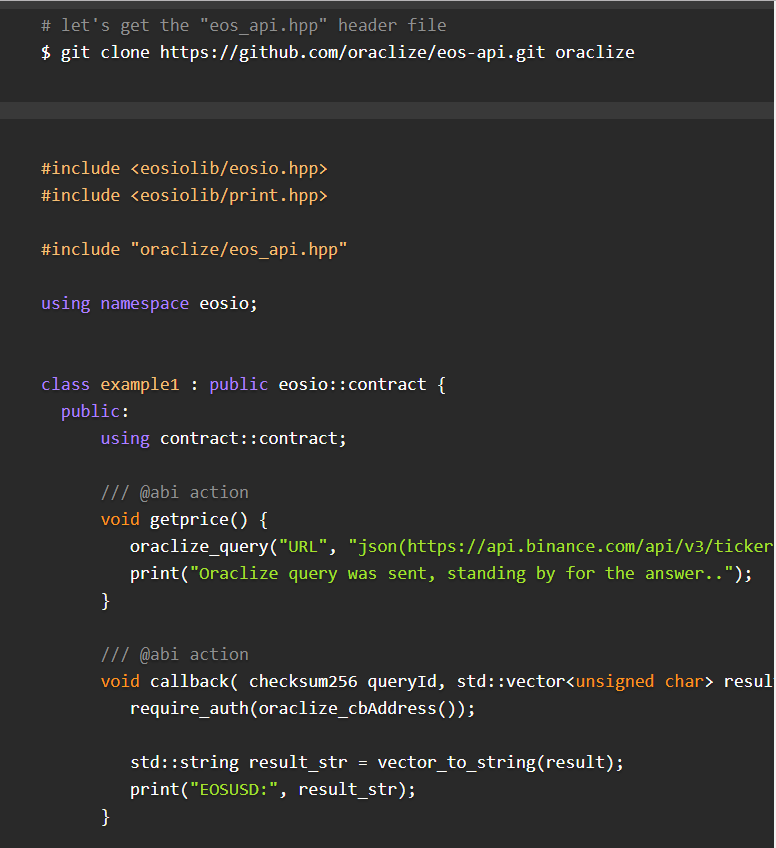 # let's get the "eos_api.hpp" header file
$ git clone https://github.com/oraclize/eos-api.git oraclize
#include <eosiolib/eosio.hpp>
#include <eosiolib/print.hpp>
#include "oraclize/eos_api.hpp"
using namespace eosio;
class example1 : public eosio::contract {
public:
using contract::contract;
/// @abi action
void getprice() {
oraclize_query("URL", "json(https://api.binance.com/api/v3/ticker
print("Oraclize query was sent, standing by for the answer..");
}
/// @abi action
void callback( checksum256 queryId, std::vector<unsigned char> resul
require_auth(oraclize_cbAddress());
std::string result_str = vector_to_string(result);
print("EOSUSD:", result_str);
}